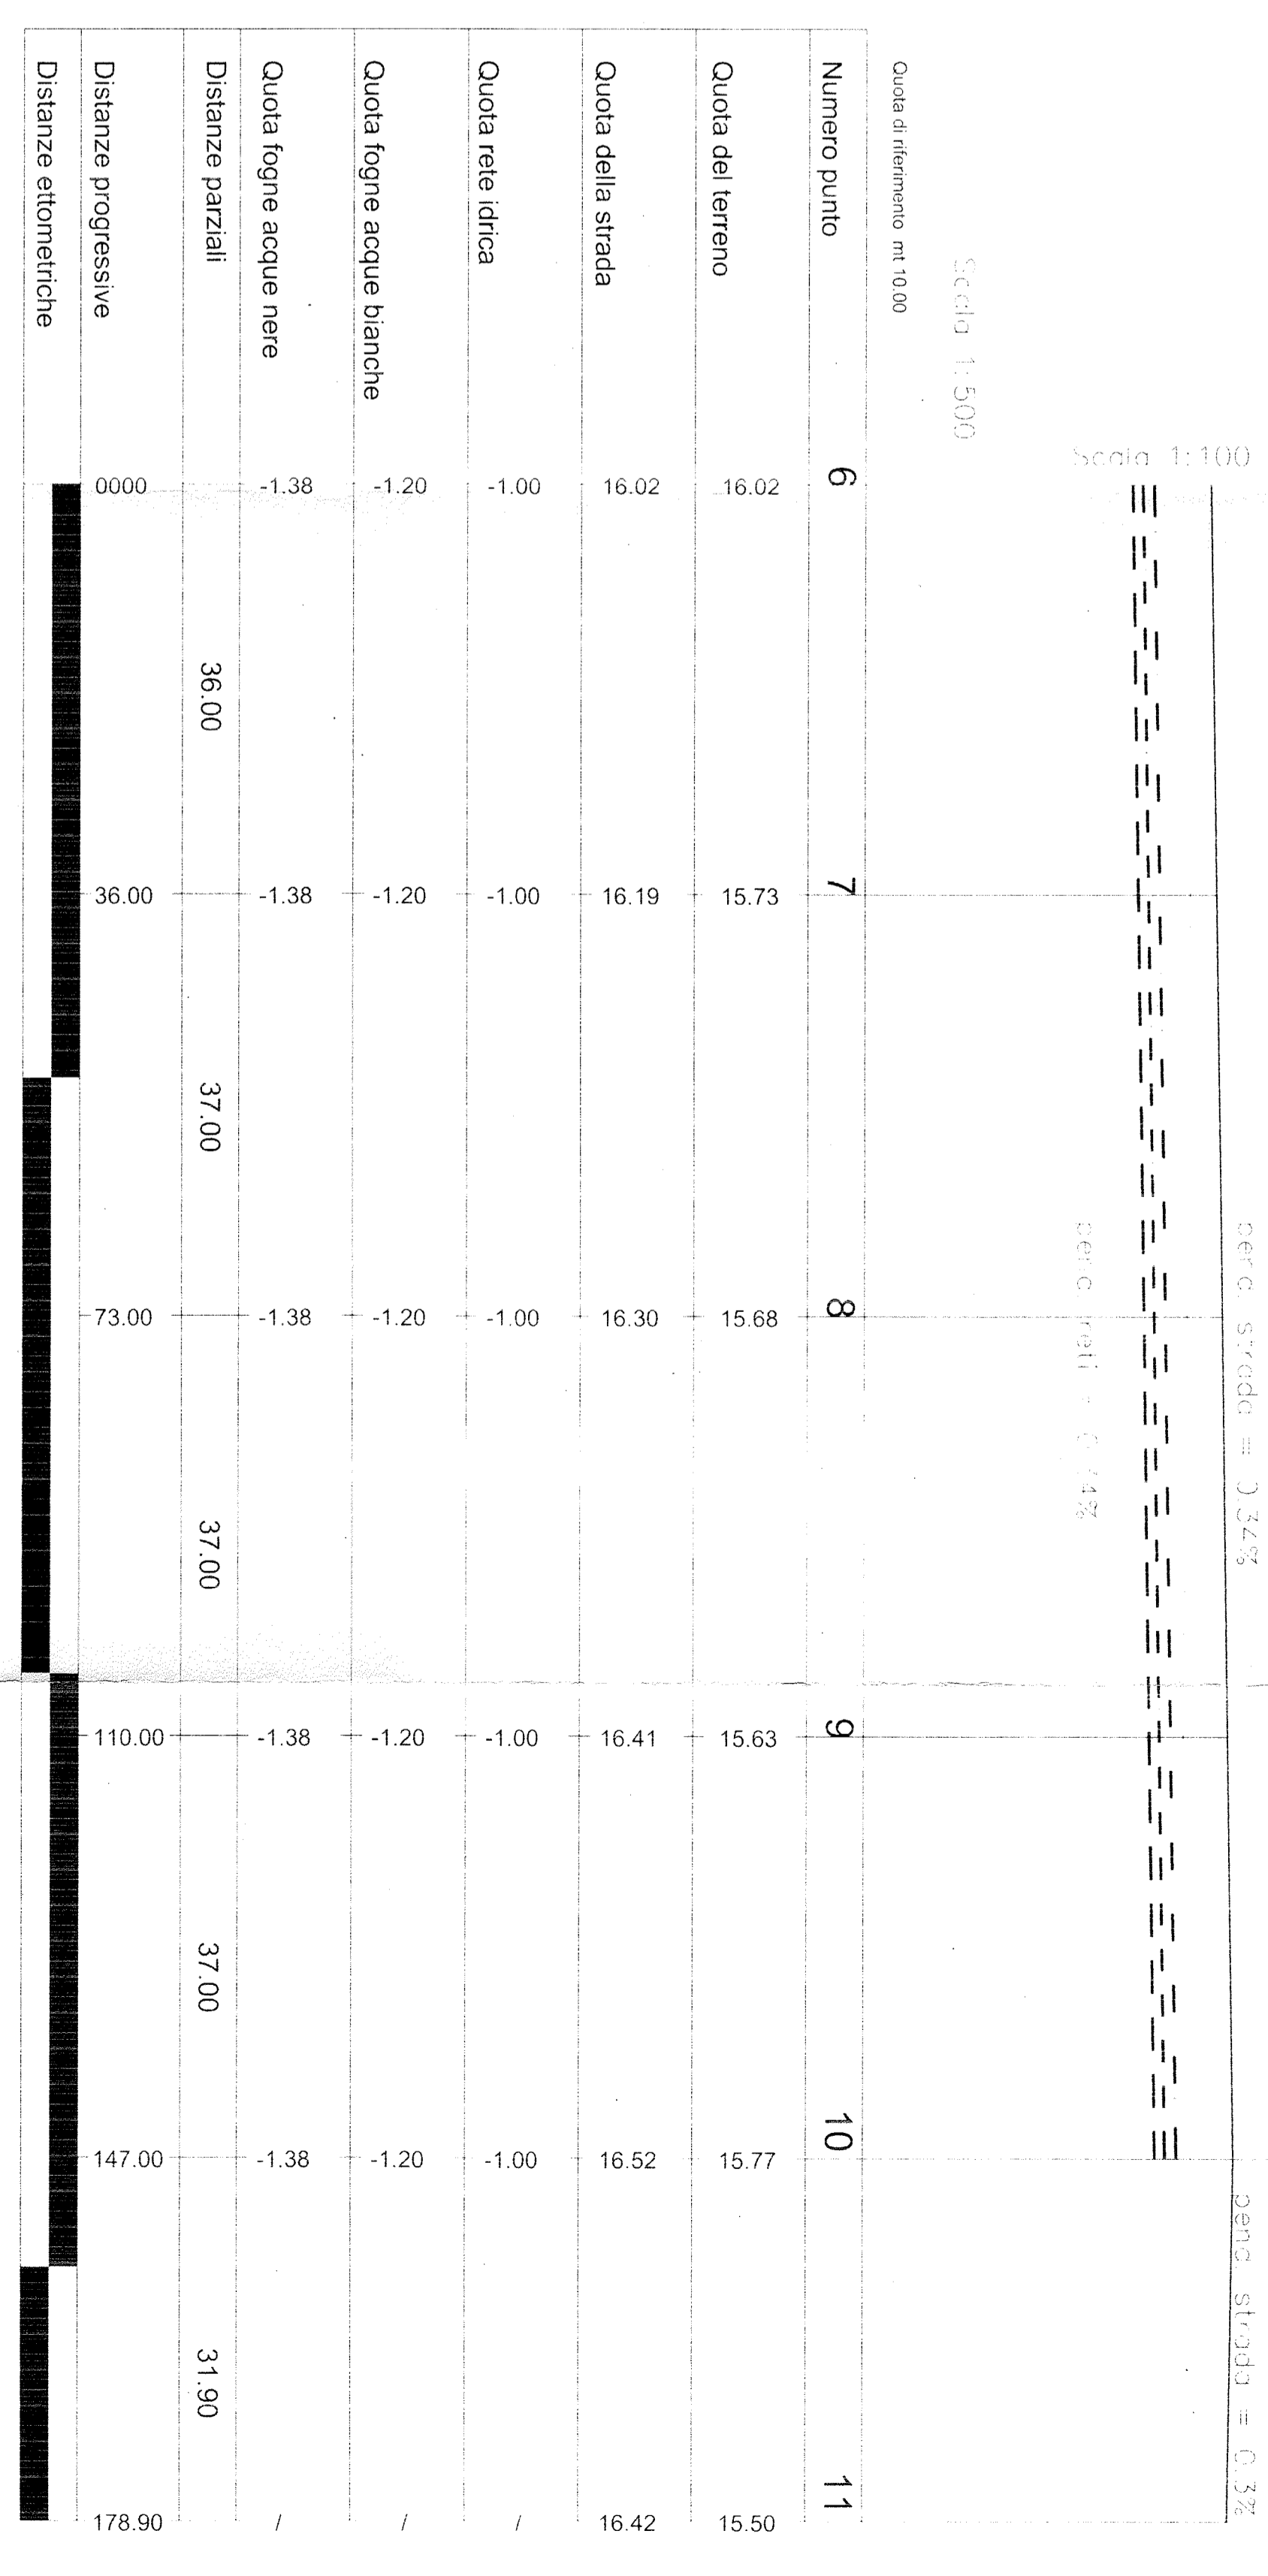 Scala 1:100
Scala 1:500
pend. strada = 0.34%
pend. strada = 0.3%
Quota di riferimento mt 10.00
Numero punto 6 7 8 9 10 11
Quota del terreno 16.02 15.73 15.68 15.63 15.77 15.50
Quota della strada 16.02 16.19 16.30 16.41 16.52 16.42
Quota rete idrica -1.00 -1.00 -1.00 -1.00 -1.00 /
Quota fogne acque bianche -1.20 -1.20 -1.20 -1.20 -1.20 /
Quota fogne acque nere -1.38 -1.38 -1.38 -1.38 -1.38 /
Distanze parziali 36.00 37.00 37.00 37.00 31.90
Distanze progressive 0000 36.00 73.00 110.00 147.00 178.90
Distanze ettometriche